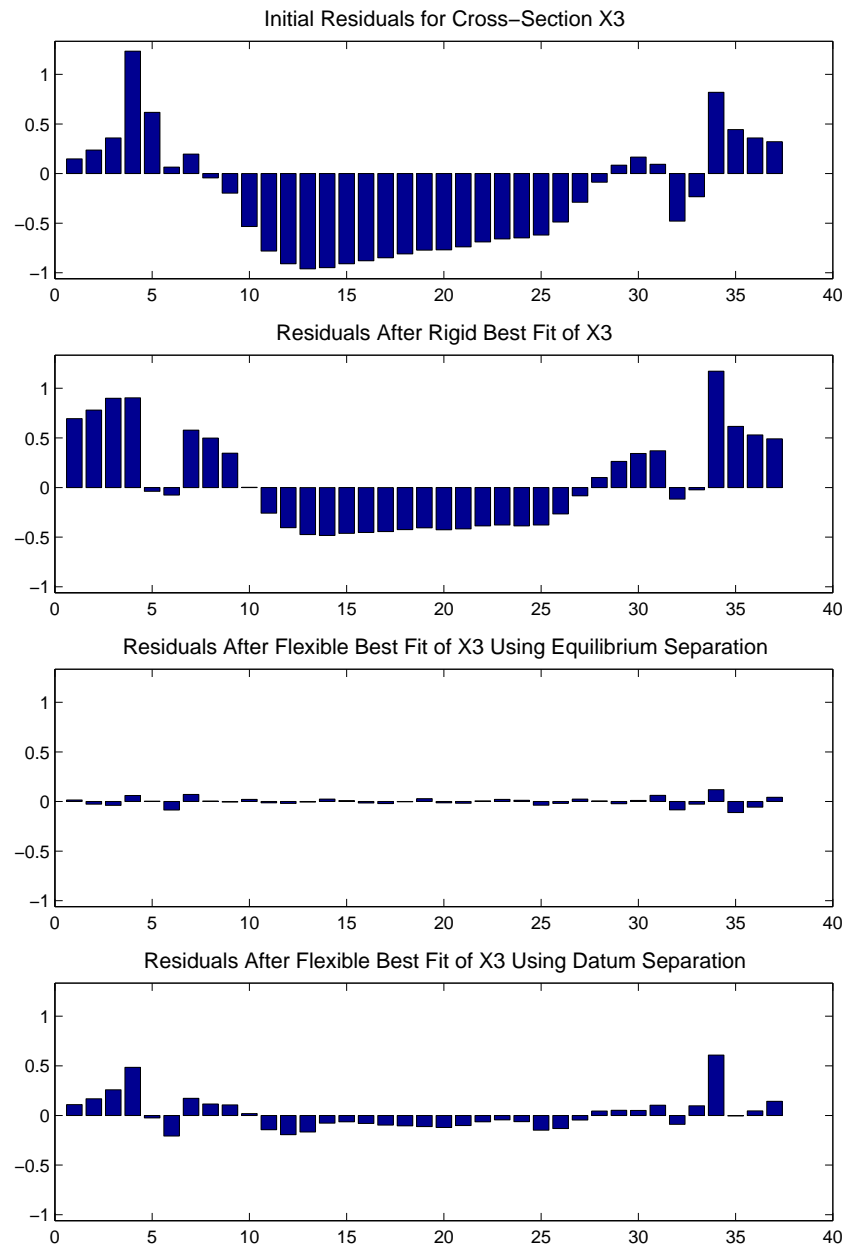 Initial Residuals for Cross−Section X3
1
0.5
0
−0.5
−1
0 5 10 15 20 25 30 35 40
Residuals After Rigid Best Fit of X3
1
0.5
0
−0.5
−1
0 5 10 15 20 25 30 35 40
Residuals After Flexible Best Fit of X3 Using Equilibrium Separation
1
0.5
0
−0.5
−1
0 5 10 15 20 25 30 35 40
Residuals After Flexible Best Fit of X3 Using Datum Separation
1
0.5
0
−0.5
−1
0 5 10 15 20 25 30 35 40